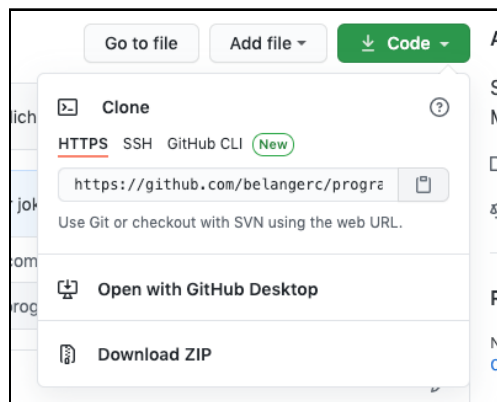 Go to file Add file Code
Clone
HTTPS SSH GitHub CLI New
https://github.com/belangerc/progra
Use Git or checkout with SVN using the web URL.
Open with GitHub Desktop
Download ZIP